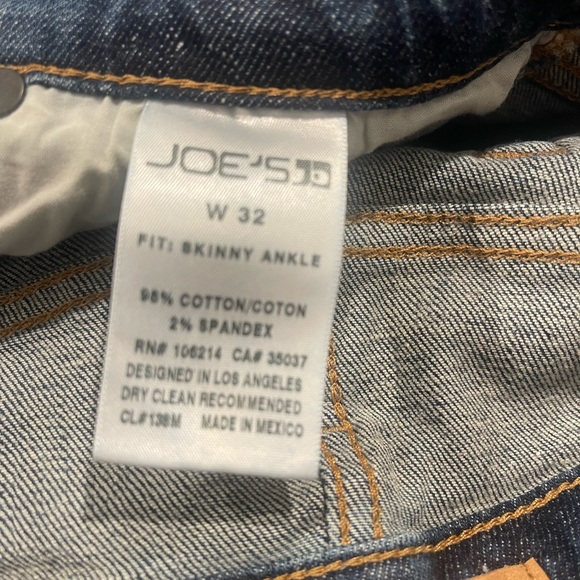 JOE'S
W 32
FIT: SKINNY ANKLE
98% COTTON/COTON
2% SPANDEX
RN# 106214 CA# 35037
DESIGNED IN LOS ANGELES
DRY CLEAN RECOMMENDED
CL#138M MADE IN MEXICO